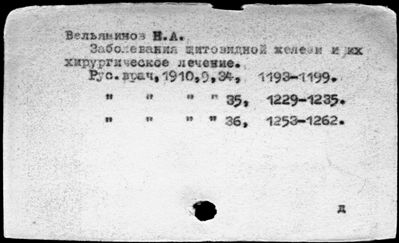 Вельяминов Н.А.
Заболевания щитовидной железы и их
хирургическое лечение.
Рус.врач,1910,9,34, 1193-1199.
" " " " 35, 1229-1235.
" " " " 36, 1253-1262.
д